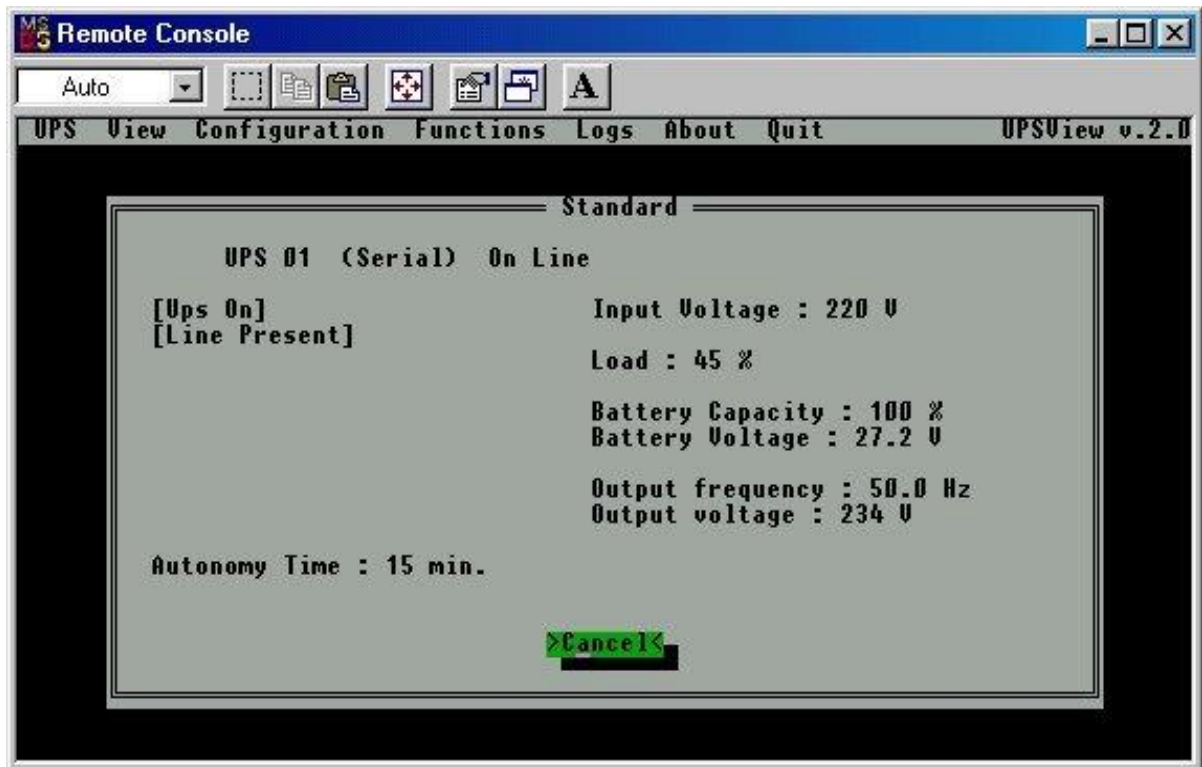 Remote Console
Auto
A
UPS View Configuration Functions Logs About Quit UPSView v.2.0
Standard
UPS 01 (Serial) On Line
[Ups On]
Input Voltage : 220 V
[Line Present]
Load : 45 %
Battery Capacity : 100 %
Battery Voltage : 27.2 V
Output frequency : 50.0 Hz
Output voltage : 234 V
Autonomy Time : 15 min.
>Cancel<